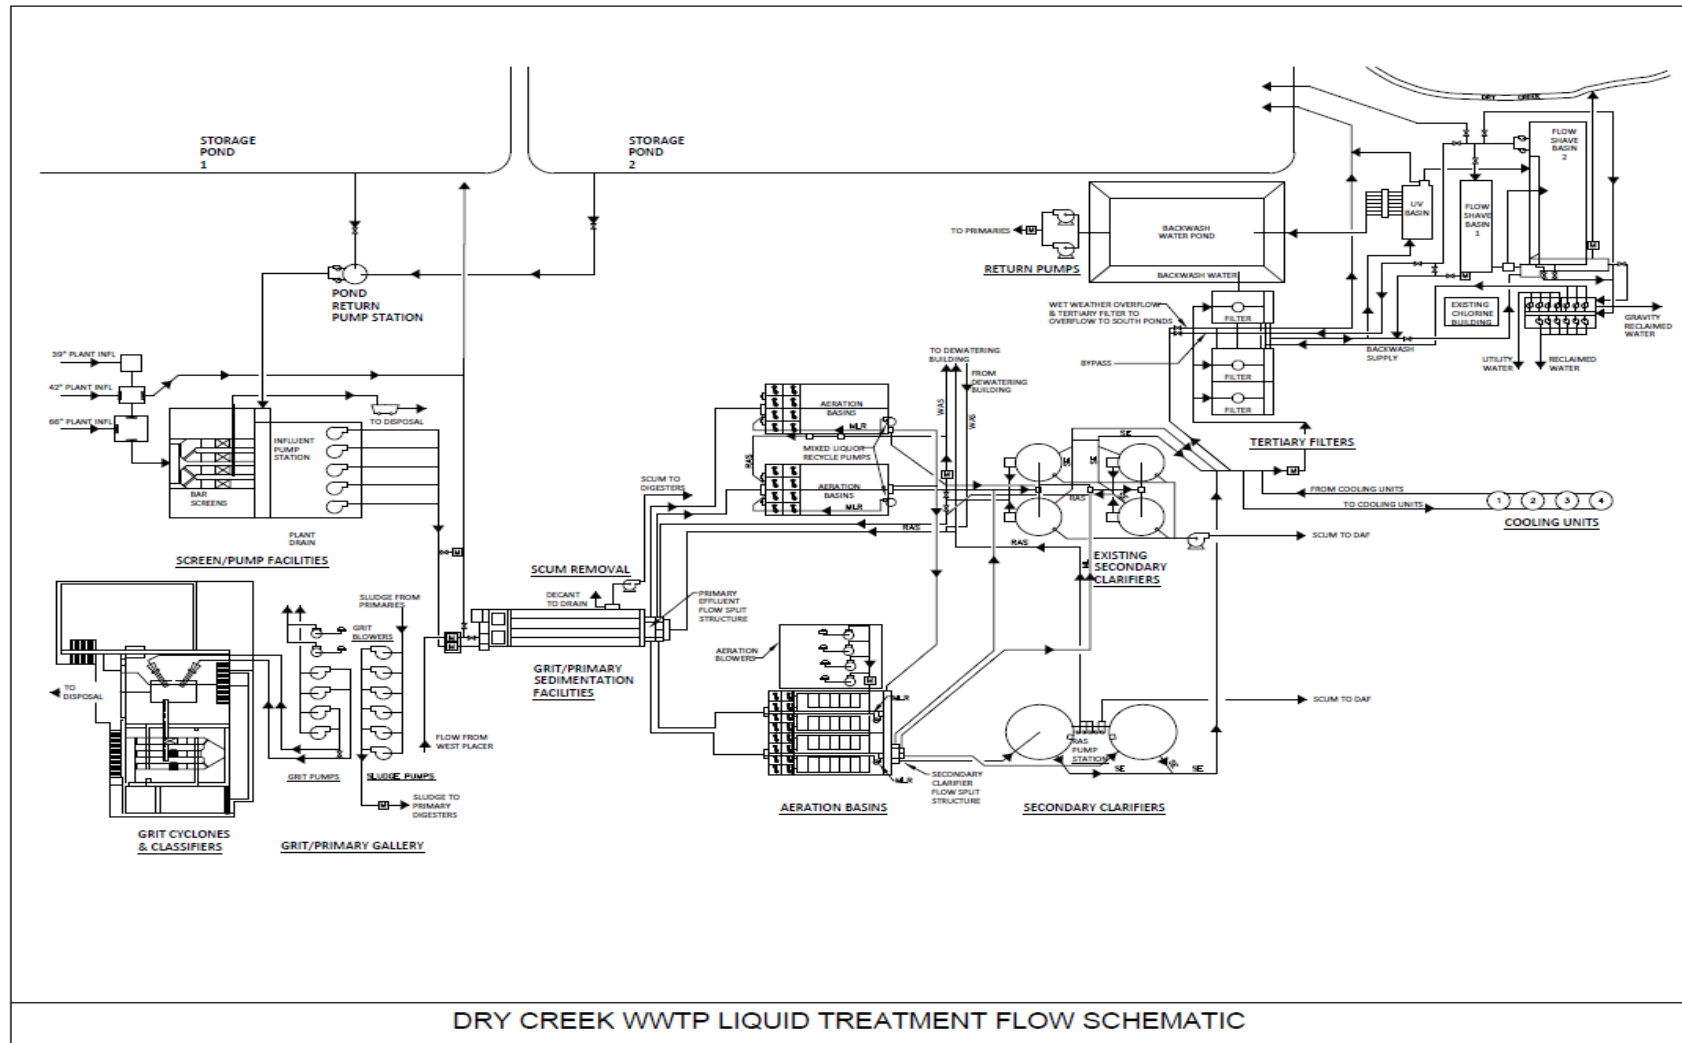 STORAGE
POND
1
STORAGE
POND
2
DRY CREEK
FLOW
SHAVE
BASIN
2
UV
BASIN
FLOW
SHAVE
BASIN
1
TO PRIMARIES
M
RETURN PUMPS
BACKWASH
WATER POND
BACKWASH WATER
M
M
POND
RETURN
PUMP STATION
WET WEATHER OVERFLOW
& TERTIARY FILTER TO
OVERFLOW TO SOUTH PONDS
FILTER
EXISTING
CHLORINE
BUILDING
GRAVITY
RECLAIMED
WATER
BYPASS
BACKWASH
SUPPLY
UTILITY
WATER
RECLAIMED
WATER
FILTER
FILTER
TERTIARY FILTERS
M
39" PLANT INFL
42" PLANT INFL
66" PLANT INFL
TO DISPOSAL
INFLUENT
PUMP
STATION
BAR
SCREENS
PLANT
DRAIN
SCREEN/PUMP FACILITIES
M
TO DEWATERING
BUILDING
FROM
DEWATERING
BUILDING
WAS
WAS
AERATION
BASINS
MLR
MIXED LIQUOR
RECYCLE PUMPS
RAS
AERATION
BASINS
MLR
M
SCUM TO
DIGESTERS
RAS
RAS
RAS
SE
ML
ML
ML
EXISTING
SECONDARY
CLARIFIERS
FROM COOLING UNITS
TO COOLING UNITS
1
2
3
4
COOLING UNITS
SCUM TO DAF
SCUM REMOVAL
DECANT
TO DRAIN
PRIMARY
EFFLUENT
FLOW SPLIT
STRUCTURE
GRIT/PRIMARY
SEDIMENTATION
FACILITIES
M
M
FLOW FROM
WEST PLACER
SLUDGE FROM
PRIMARIES
GRIT
BLOWERS
TO
DISPOSAL
GRIT PUMPS
SLUDGE PUMPS
M
SLUDGE TO
PRIMARY
DIGESTERS
GRIT CYCLONES
& CLASSIFIERS
GRIT/PRIMARY GALLERY
AERATION
BLOWERS
M
MLR
MLR
SECONDARY
CLARIFIER
FLOW SPLIT
STRUCTURE
AERATION BASINS
RAS
PUMP
STATION
SE
SE
SCUM TO DAF
SECONDARY CLARIFIERS
DRY CREEK WWTP LIQUID TREATMENT FLOW SCHEMATIC